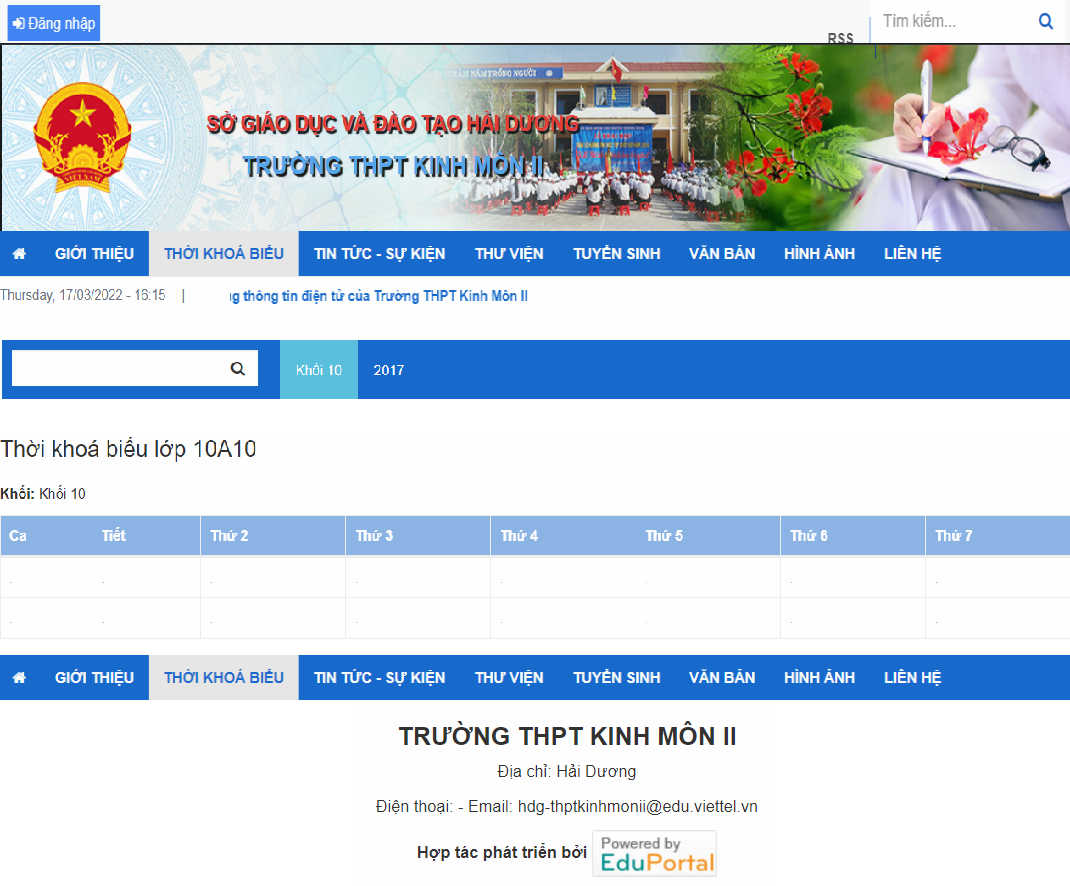 Đăng nhập
RSS
Tìm kiếm...
SỞ GIÁO DỤC VÀ ĐÀO TẠO HẢI DƯƠNG
TRƯỜNG THPT KINH MÔN II
VIỆT NAM
GIỚI THIỆU THỜI KHOÁ BIỂU TIN TỨC - SỰ KIỆN THƯ VIỆN TUYỂN SINH VĂN BẢN HÌNH ẢNH LIÊN HỆ
Thursday, 17/03/2022 - 16:15 | ng thông tin điện tử của Trường THPT Kinh Môn II
Khối 10 2017
Thời khoá biểu lớp 10A10
Khối: Khối 10
Ca Tiết Thứ 2 Thứ 3 Thứ 4 Thứ 5 Thứ 6 Thứ 7
. . . . . . . .
. . . . . . . .
GIỚI THIỆU THỜI KHOÁ BIỂU TIN TỨC - SỰ KIỆN THƯ VIỆN TUYỂN SINH VĂN BẢN HÌNH ẢNH LIÊN HỆ
TRƯỜNG THPT KINH MÔN II
Địa chỉ: Hải Dương
Điện thoại: - Email: hdg-thptkinhmonii@edu.viettel.vn
Hợp tác phát triển bởi Powered by
EduPortal